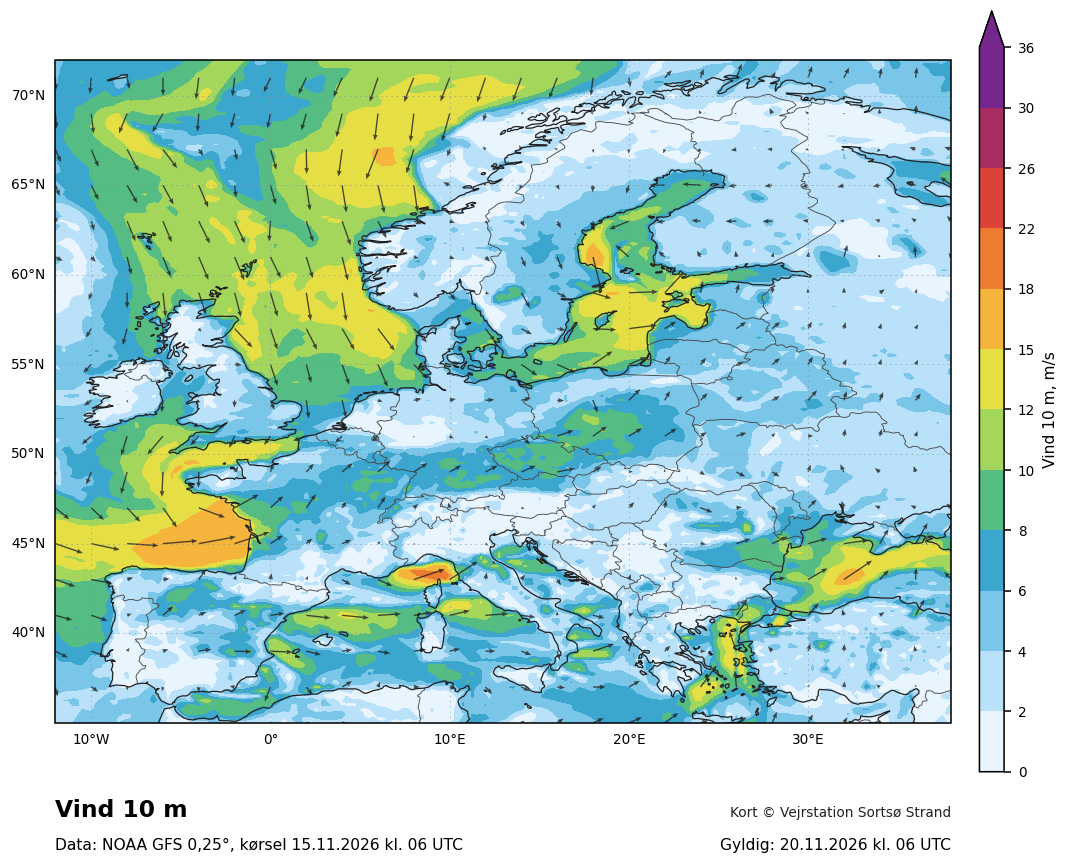 70°N
65°N
60°N
55°N
50°N
45°N
40°N
10°W
0°
10°E
20°E
30°E
36
30
26
22
18
15
12
10
8
6
4
2
0
Vind 10 m, m/s
Vind 10 m
Kort © Vejrstation Sortsø Strand
Data: NOAA GFS 0,25°, kørsel 15.11.2026 kl. 06 UTC
Gyldig: 20.11.2026 kl. 06 UTC